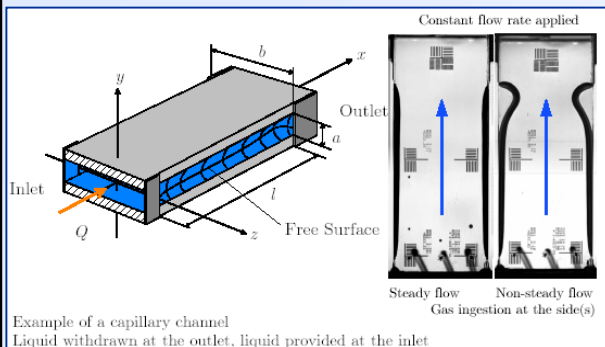 Constant flow rate applied
b
x
y
Outlet
a
Inlet
l
Free Surface
Q
z
Steady flow
Non-steady flow
Gas ingestion at the side(s)
Example of a capillary channel
Liquid withdrawn at the outlet, liquid provided at the inlet